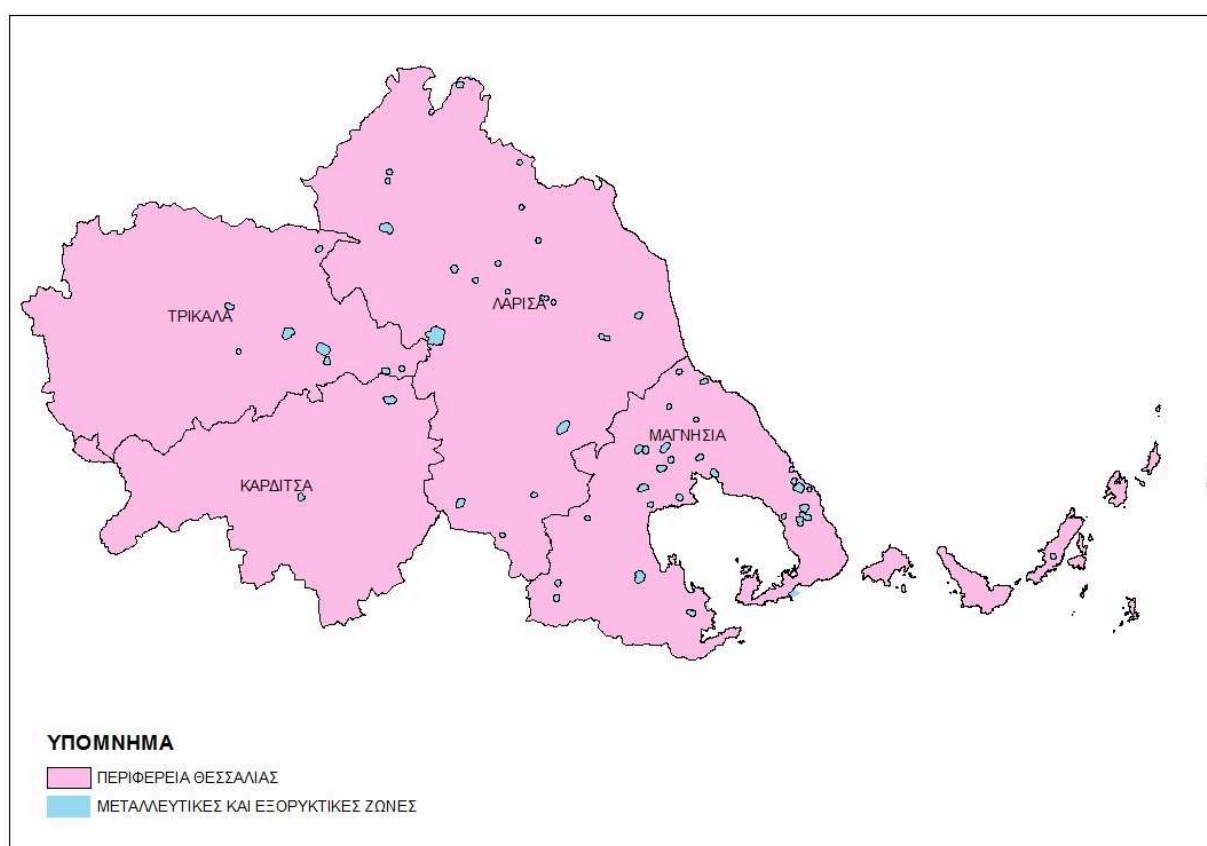 ΛΑΡΙΣΑ
ΤΡΙΚΑΛΑ
ΜΑΓΝΗΣΙΑ
ΚΑΡΔΙΤΣΑ
ΥΠΟΜΝΗΜΑ
ΠΕΡΙΦΕΡΕΙΑ ΘΕΣΣΑΛΙΑΣ
ΜΕΤΑΛΛΕΥΤΙΚΕΣ ΚΑΙ ΕΞΟΡΥΚΤΙΚΕΣ ΖΩΝΕΣ